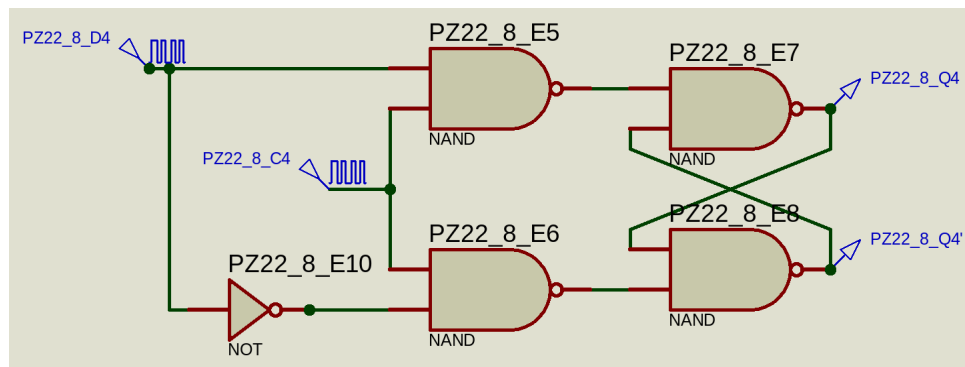 PZ22_8_D4
PZ22_8_E5
NAND
PZ22_8_E7
NAND
PZ22_8_Q4
PZ22_8_C4
PZ22_8_E6
NAND
PZ22_8_E8
NAND
PZ22_8_Q4'
PZ22_8_E10
NOT